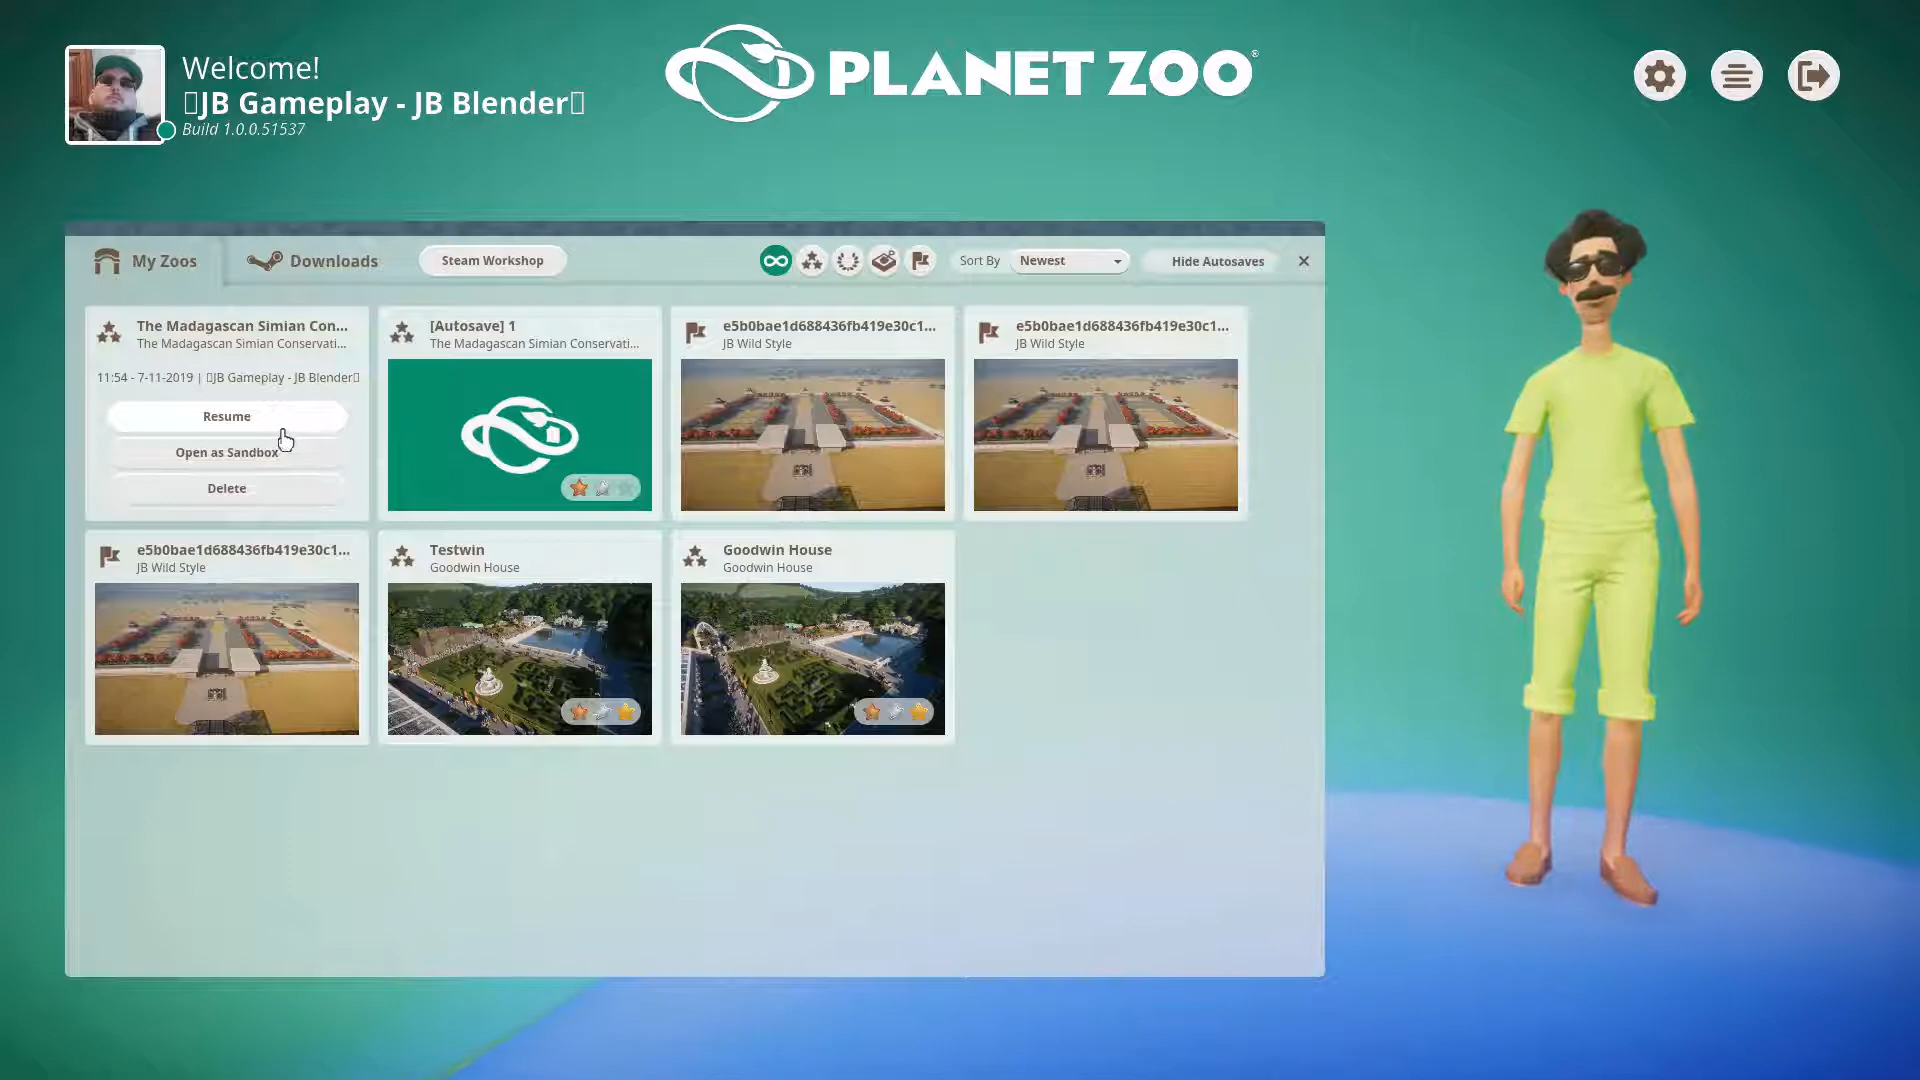 Welcome!
▯JB Gameplay - JB Blender▯
Build 1.0.0.51537
PLANET ZOO®
My Zoos
Downloads
Steam Workshop
Sort By
Newest
Hide Autosaves
The Madagascan Simian Con...
The Madagascan Simian Conservati...
11:54 - 7-11-2019 | ▯JB Gameplay - JB Blender▯
Resume
Open as Sandbox
Delete
[Autosave] 1
The Madagascan Simian Conservati...
e5b0bae1d688436fb419e30c1...
JB Wild Style
e5b0bae1d688436fb419e30c1...
JB Wild Style
e5b0bae1d688436fb419e30c1...
JB Wild Style
Testwin
Goodwin House
Goodwin House
Goodwin House